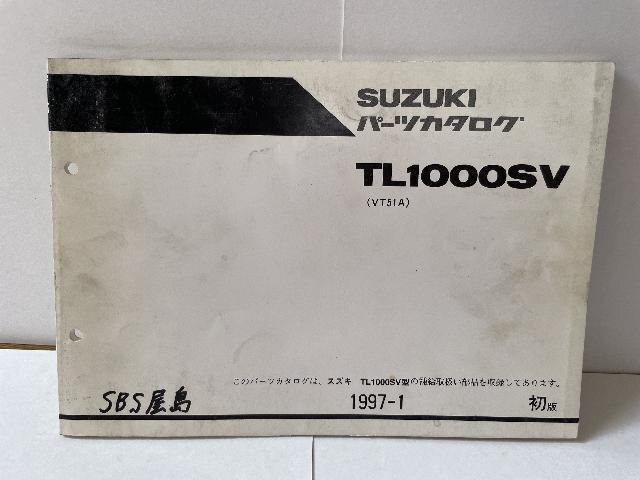 SUZUKI
パーツカタログ
TL1000SV
(VT51A)
このパーツカタログは、スズキ TL1000SV型の補給取扱い部品を収録してあります。
SBS屋島
1997-1
初版